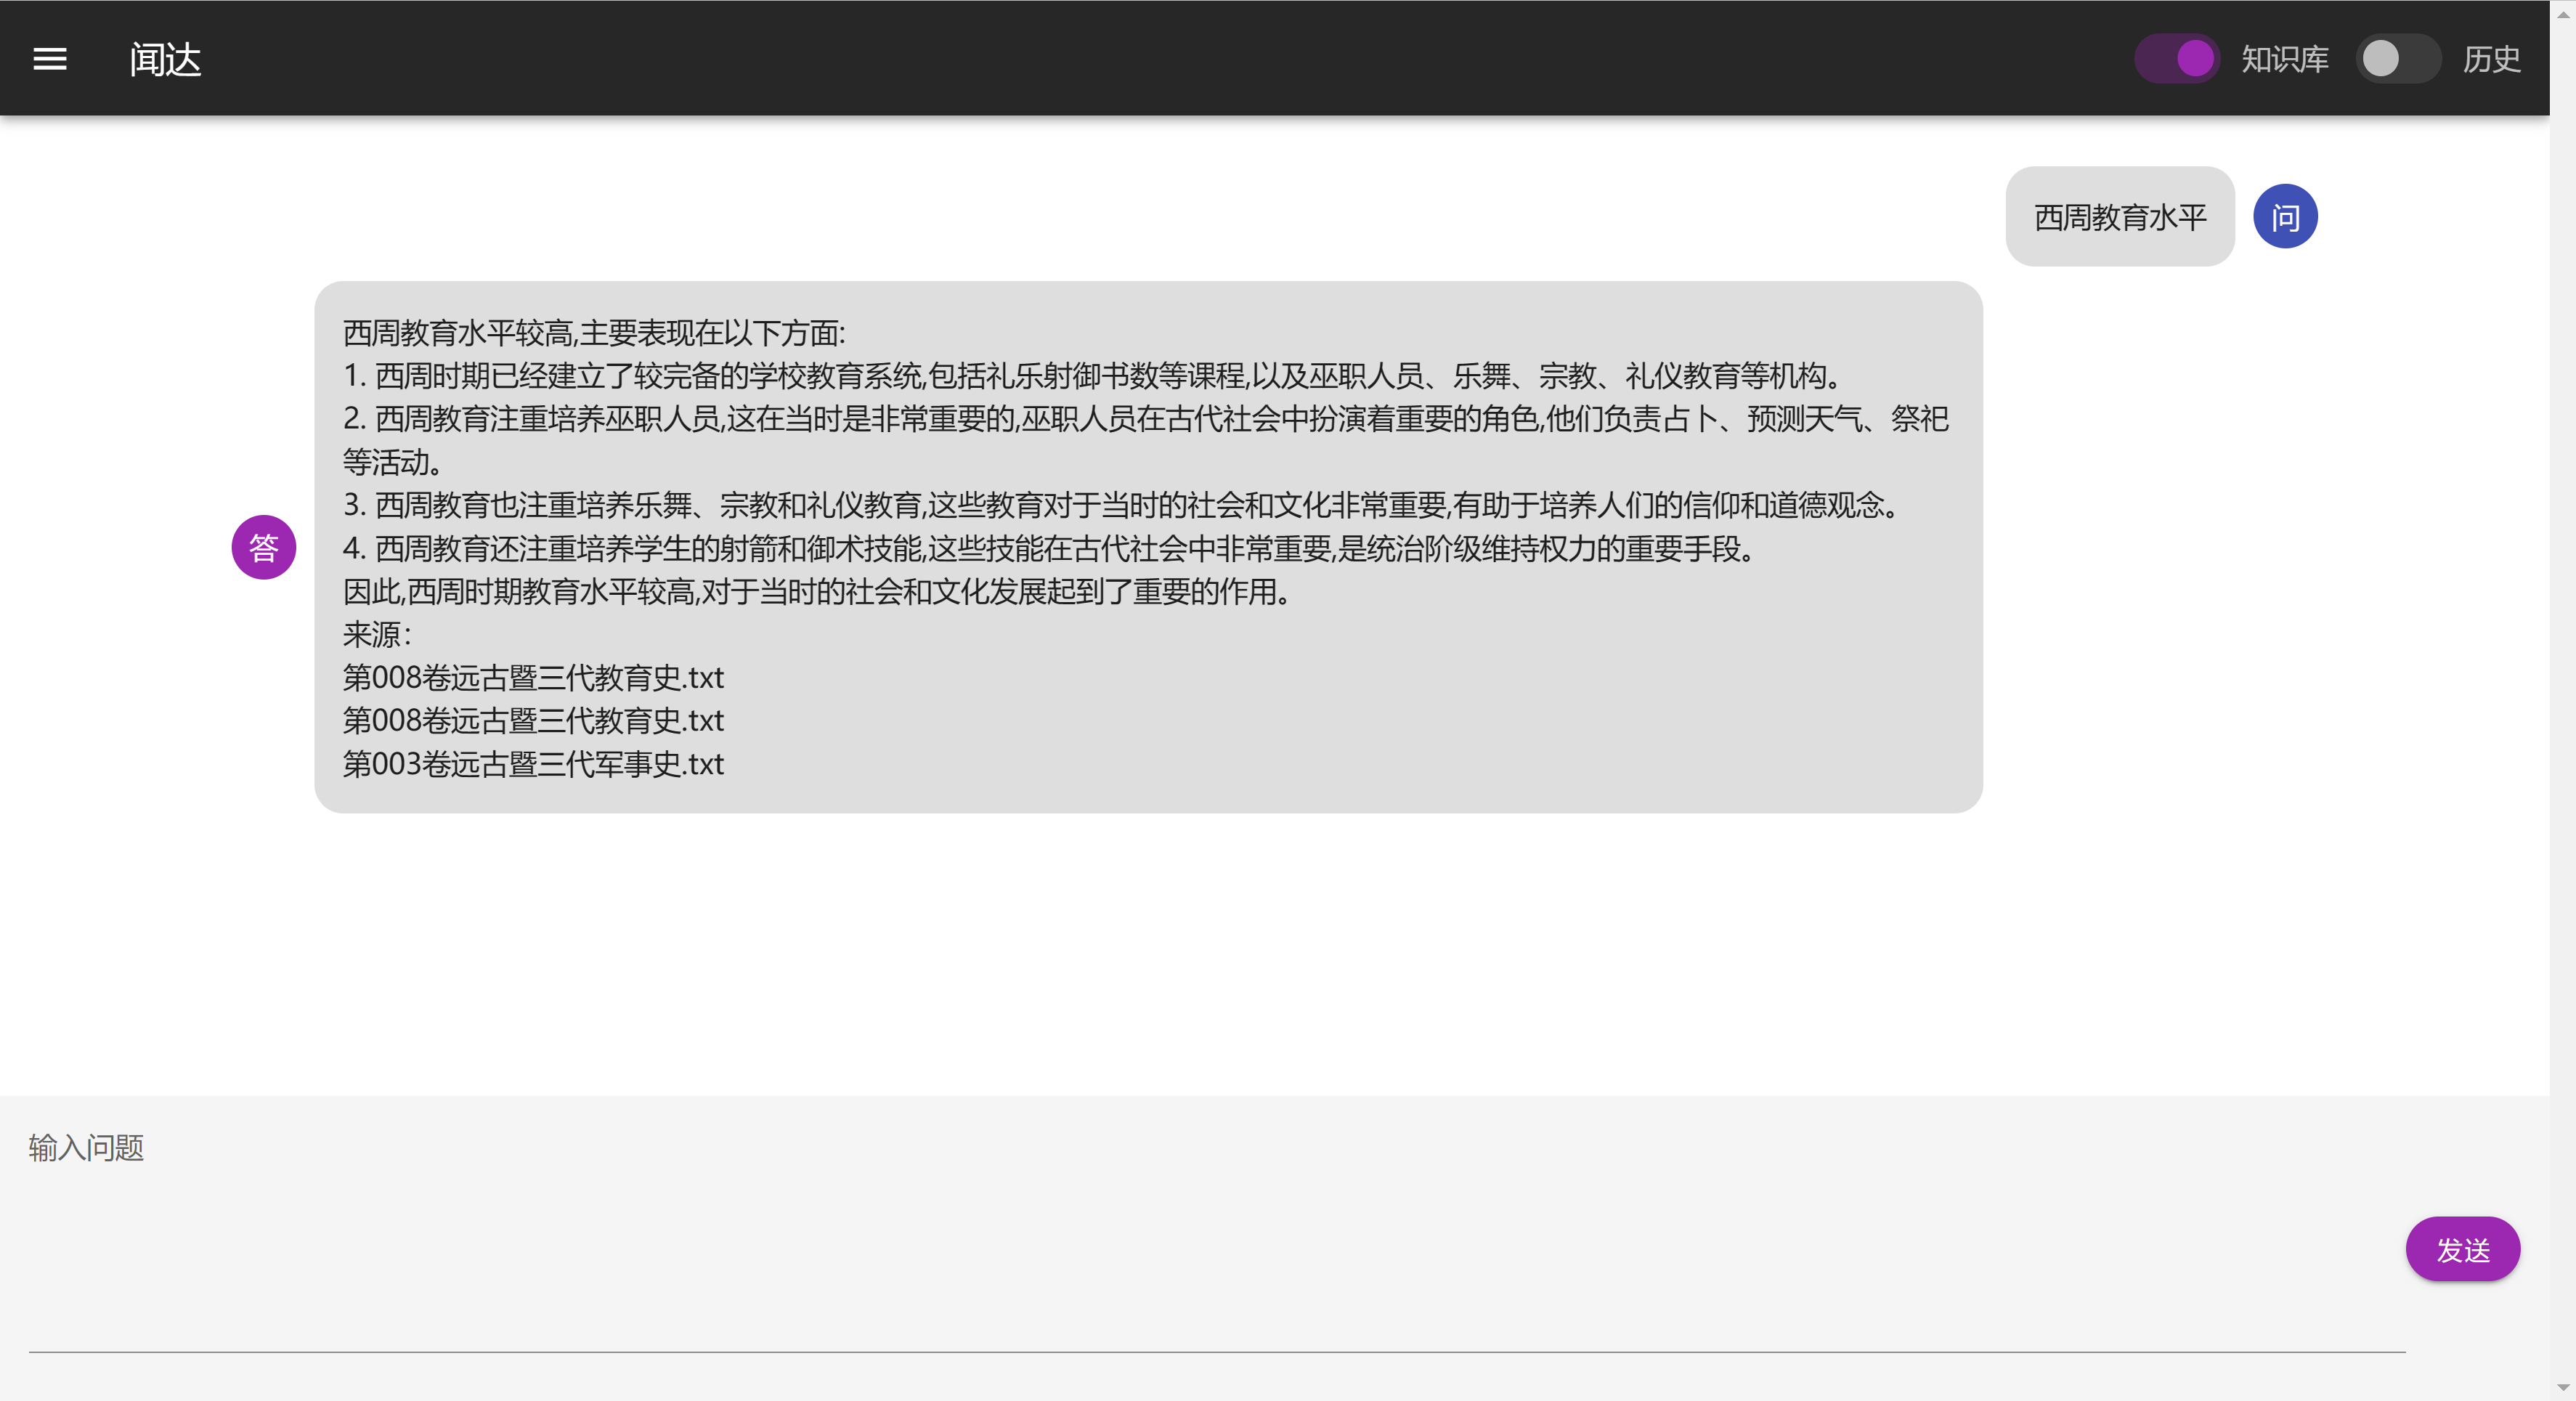 闻达
知识库
历史
西周教育水平
问
答
西周教育水平较高,主要表现在以下方面:
1. 西周时期已经建立了较完备的学校教育系统,包括礼乐射御书数等课程,以及巫职人员、乐舞、宗教、礼仪教育等机构。
2. 西周教育注重培养巫职人员,这在当时是非常重要的,巫职人员在古代社会中扮演着重要的角色,他们负责占卜、预测天气、祭祀
等活动。
3. 西周教育也注重培养乐舞、宗教和礼仪教育,这些教育对于当时的社会和文化非常重要,有助于培养人们的信仰和道德观念。
4. 西周教育还注重培养学生的射箭和御术技能,这些技能在古代社会中非常重要,是统治阶级维持权力的重要手段。
因此,西周时期教育水平较高,对于当时的社会和文化发展起到了重要的作用。
来源：
第008卷远古暨三代教育史.txt
第008卷远古暨三代教育史.txt
第003卷远古暨三代军事史.txt
输入问题
发送